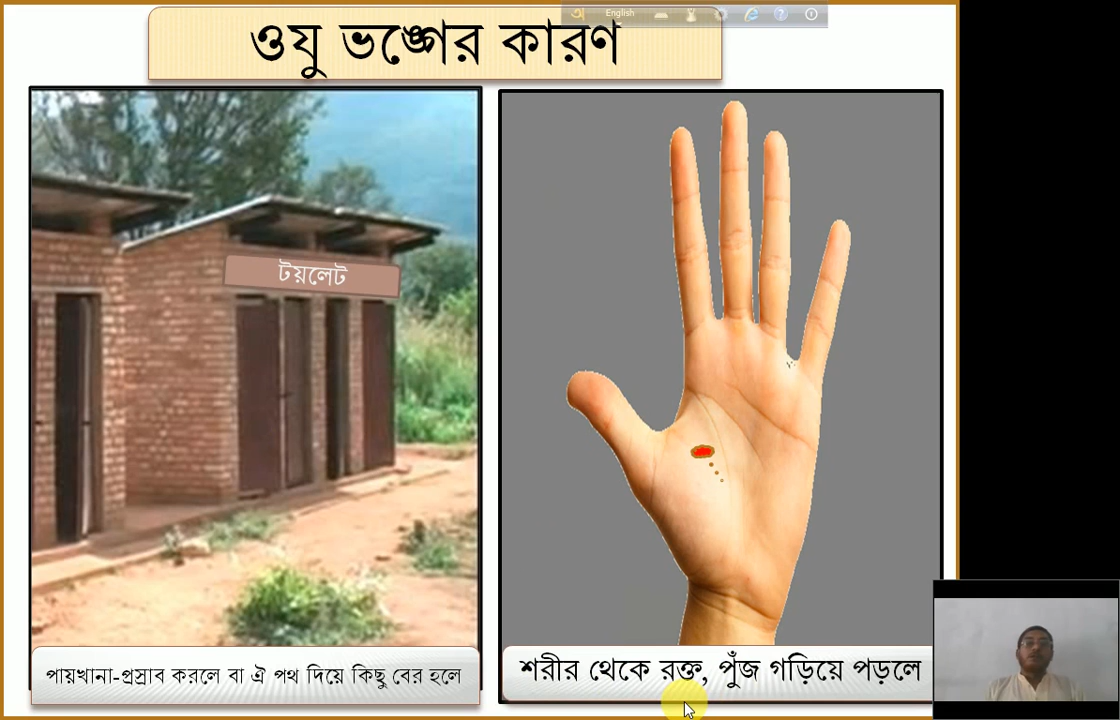 ওযু ভঙ্গের কারণ
English
টয়লেট
পায়খানা-প্রস্রাব করলে বা ঐ পথ দিয়ে কিছু বের হলে
শরীর থেকে রক্ত, পুঁজ গড়িয়ে পড়লে